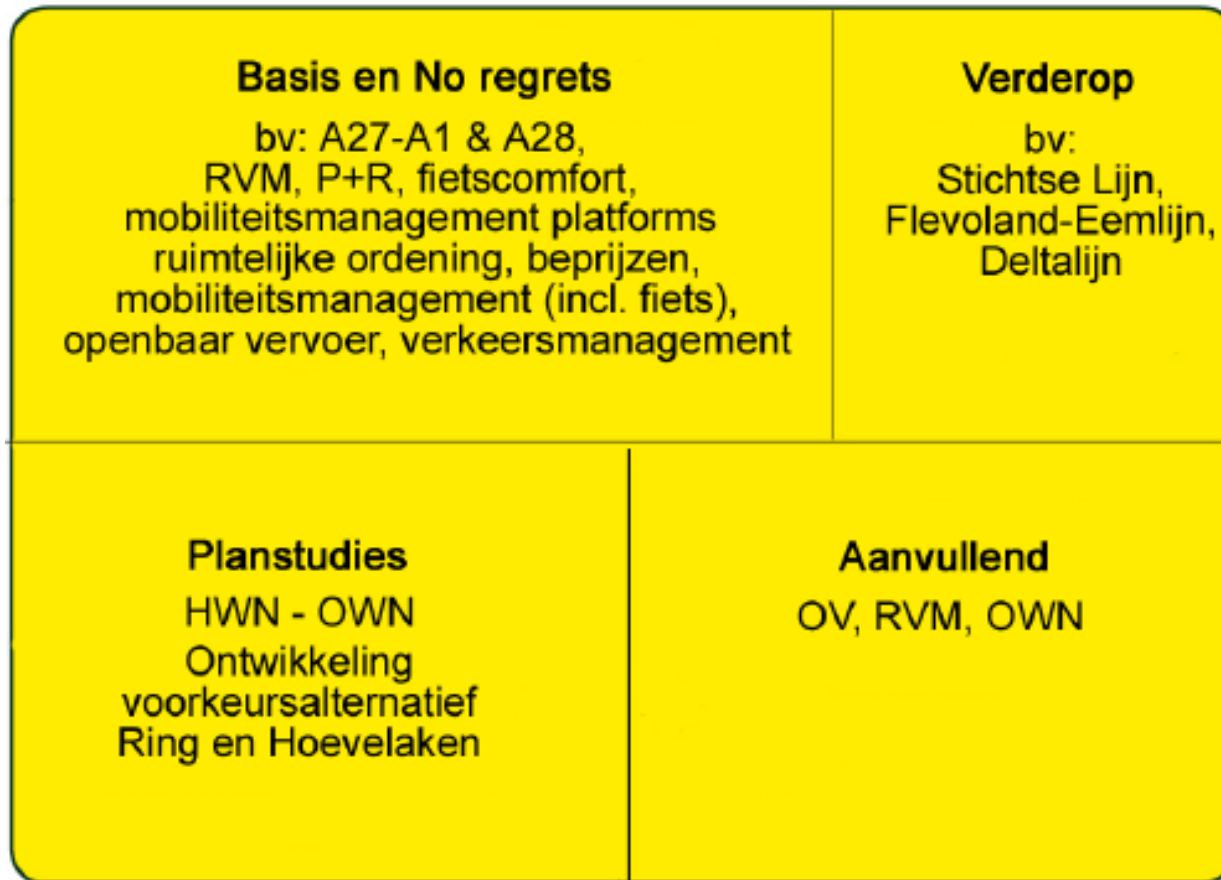 Basis en No regrets
bv: A27-A1 & A28,
RVM, P+R, fietscomfort,
mobiliteitsmanagement platforms
ruimtelijke ordening, beprijzen,
mobiliteitsmanagement (incl. fiets),
openbaar vervoer, verkeersmanagement
Verderop
bv:
Stichtse Lijn,
Flevoland-Eemlijn,
Deltalijn
Planstudies
HWN - OWN
Ontwikkeling
voorkeursalternatief
Ring en Hoevelaken
Aanvullend
OV, RVM, OWN